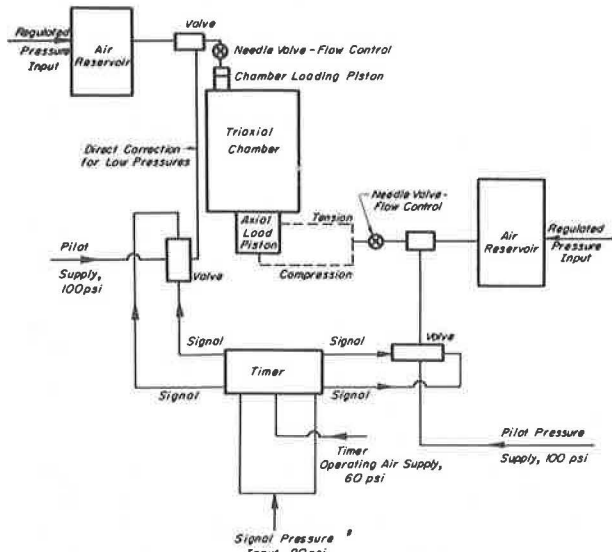 Regulated
Pressure
Input
Air
Reservoir
Valve
Needle Valve - Flow Control
Chamber Loading Piston
Triaxial
Chamber
Direct Correction
for Low Pressures
Axial
Load
Piston
Tension
Compression
Needle Valve-
Flow Control
Air
Reservoir
Regulated
Pressure
Input
Pilot
Supply, 100psi
Valve
Signal
Signal
Valve
Timer
Signal
Signal
Timer
Operating Air Supply,
60 psi
Pilot Pressure
Supply, 100 psi
Signal Pressure